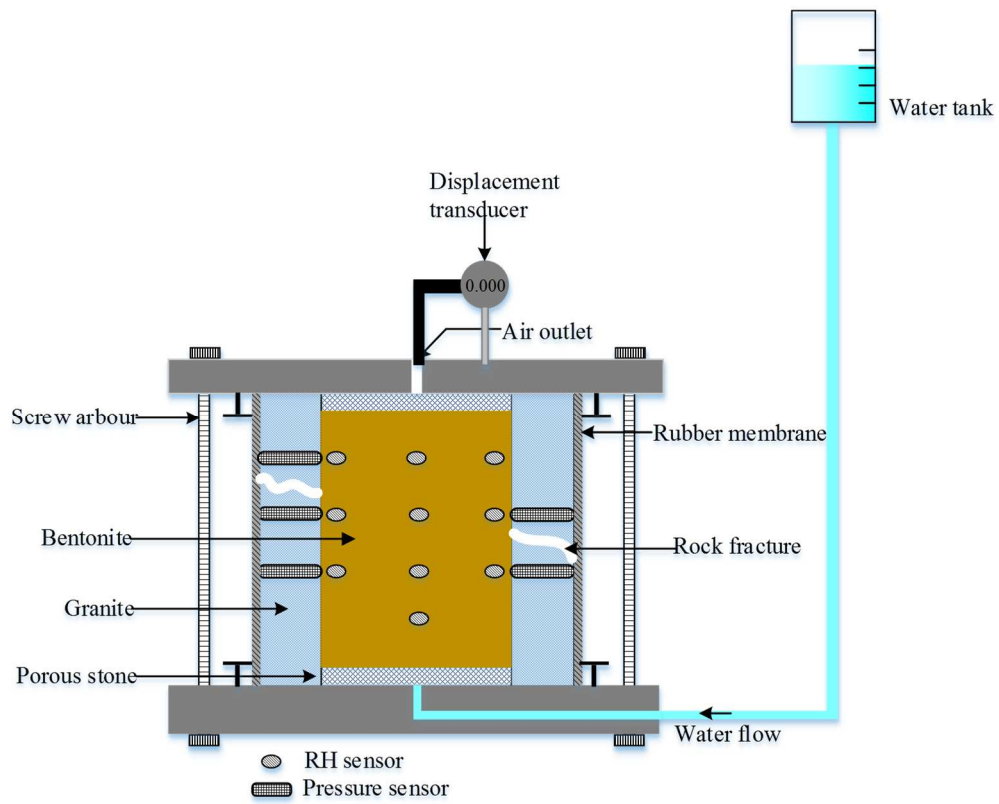 Water tank
Displacement
transducer
0.000
Air outlet
Screw arbour
Rubber membrane
Bentonite
Rock fracture
Granite
Porous stone
Water flow
RH sensor
Pressure sensor